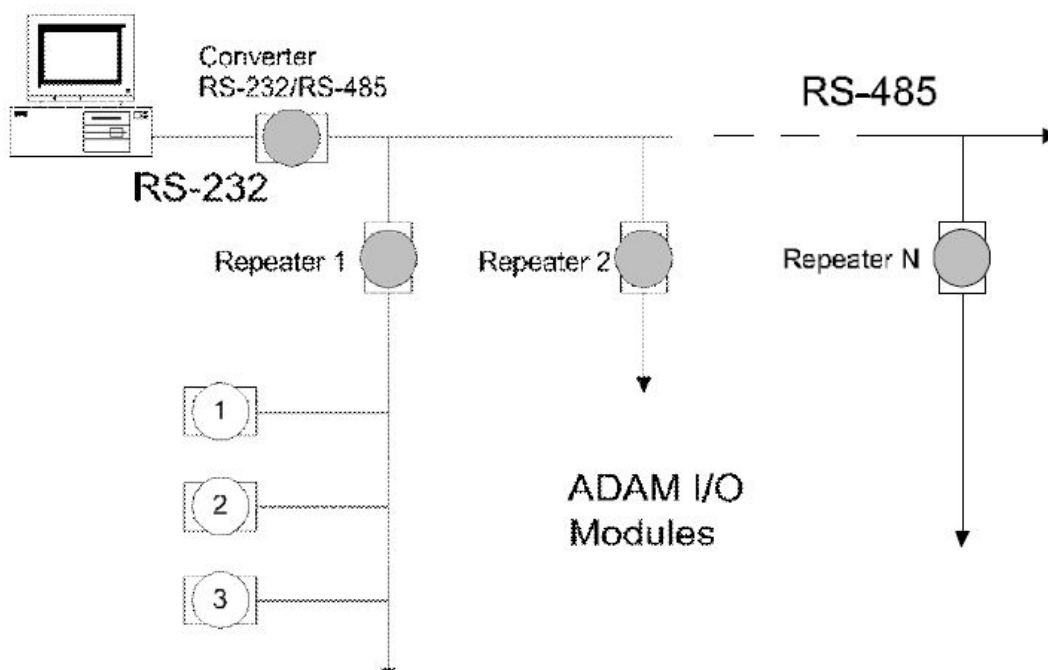 Converter
RS-232/RS-485
RS-485
RS-232
Repeater 1
Repeater 2
Repeater N
1
2
3
ADAM I/O
Modules